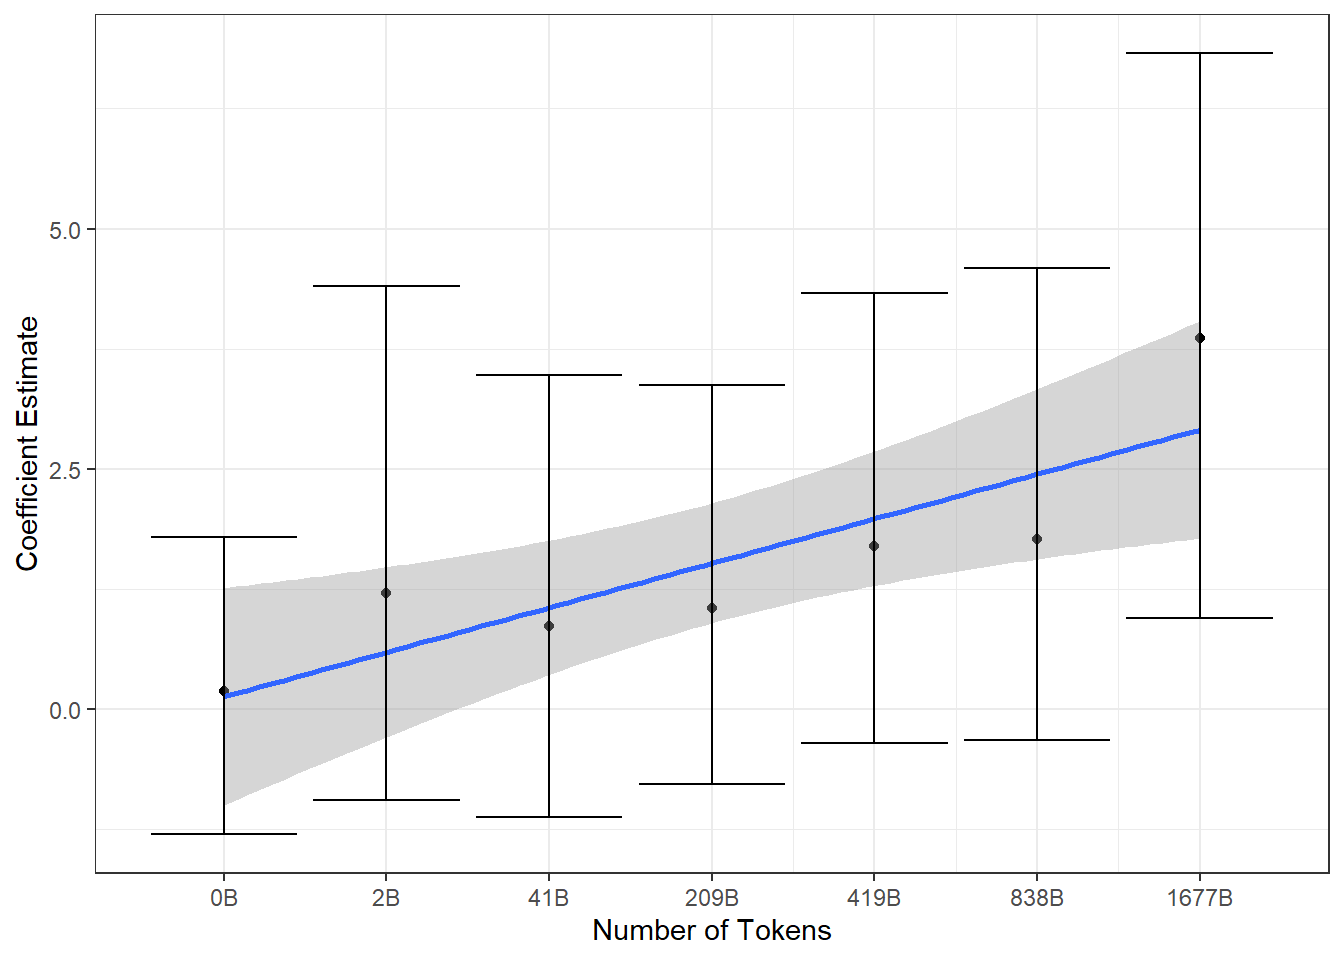 Coefficient Estimate
5.0
2.5
0.0
0B 2B 41B 209B 419B 838B 1677B
Number of Tokens